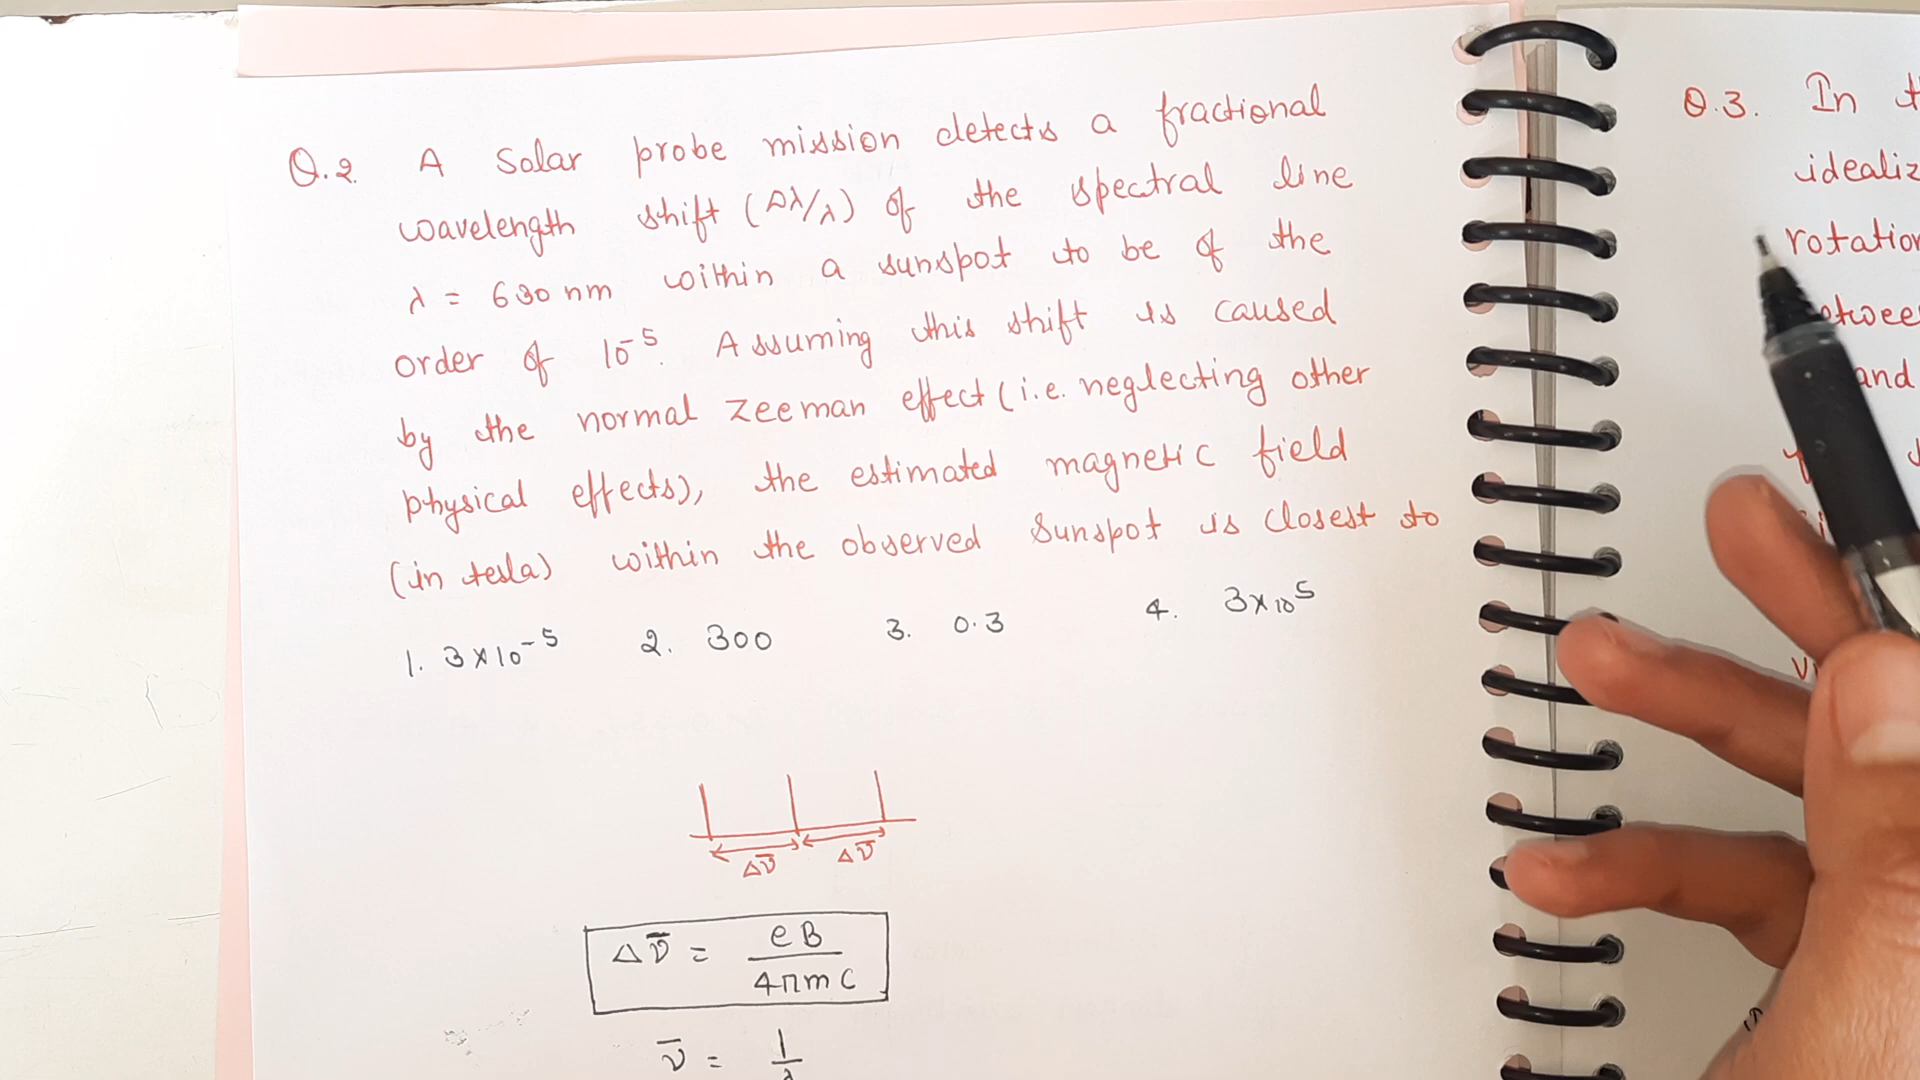 Q.2 A Solar probe mission detects a fractional
wavelength shift (Δλ/λ) of the spectral line
λ = 630 nm within a sunspot to be of the
order of 10⁻⁵. Assuming this shift is caused
by the normal zeeman effect (i.e. neglecting other
physical effects), the estimated magnetic field
(in tesla) within the observed Sunspot is closest to
1. 3×10⁻⁵ 2. 300 3. 0.3 4. 3×10⁵
Δν̄ Δν̄
Δν̄ = eB / 4πmc
ν̄ = 1/λ
Q.3. In
idealiz
rotation
etwee
and